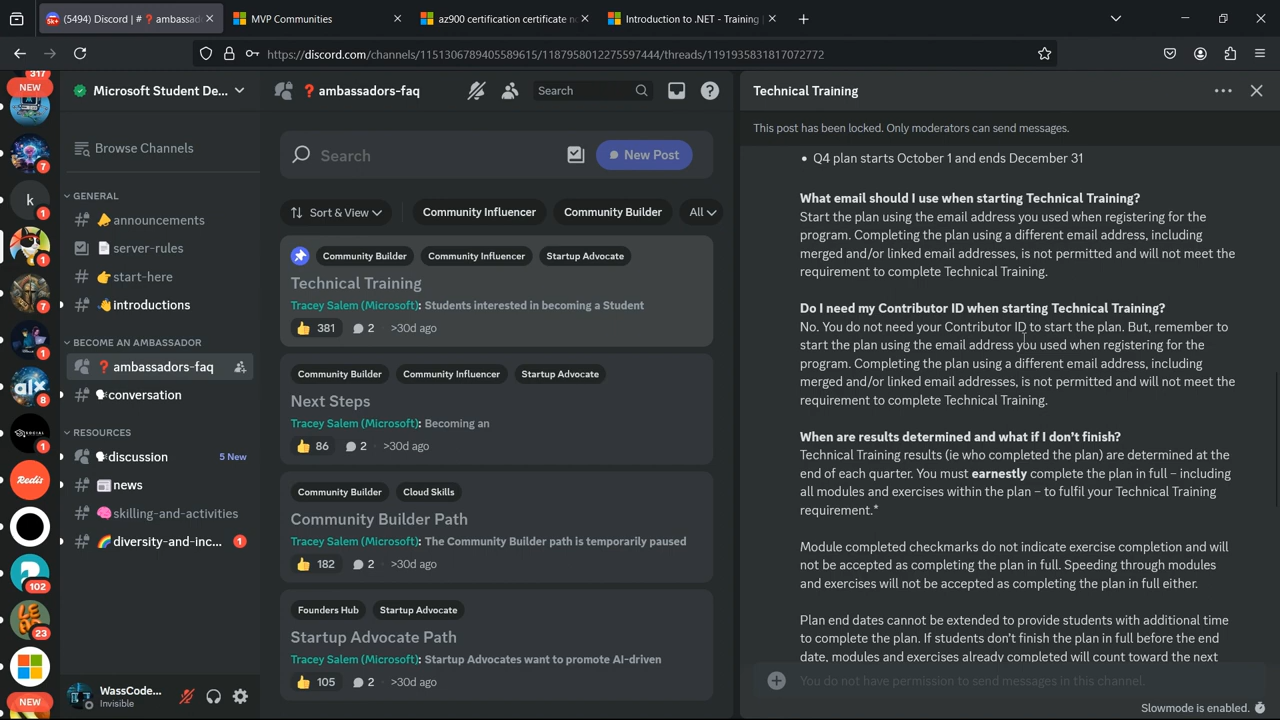 (5494) Discord | # ❓ambassad
MVP Communities
az900 certification certificate n
Introduction to .NET - Training |
5k+
https://discord.com/channels/1151306789405589615/1187958012275597444/threads/1191935831817072772
317
NEW
7
k
1
1
7
1
alx
8
SOCIAL
1
Redis
102
23
NEW
Microsoft Student De...
Browse Channels
GENERAL
announcements
server-rules
start-here
introductions
BECOME AN AMBASSADOR
ambassadors-faq
conversation
RESOURCES
discussion
5 New
news
skilling-and-activities
diversity-and-inc...
1
WassCode...
Invisible
❓ambassadors-faq
Search
Search
New Post
Sort & View
Community Influencer
Community Builder
All
Community Builder
Community Influencer
Startup Advocate
Technical Training
Tracey Salem (Microsoft): Students interested in becoming a Student
381 2 · >30d ago
Community Builder
Community Influencer
Startup Advocate
Next Steps
Tracey Salem (Microsoft): Becoming an
86 2 · >30d ago
Community Builder
Cloud Skills
Community Builder Path
Tracey Salem (Microsoft): The Community Builder path is temporarily paused
182 2 · >30d ago
Founders Hub
Startup Advocate
Startup Advocate Path
Tracey Salem (Microsoft): Startup Advocates want to promote AI-driven
105 2 · >30d ago
Technical Training
This post has been locked. Only moderators can send messages.
• Q4 plan starts October 1 and ends December 31
What email should I use when starting Technical Training?
Start the plan using the email address you used when registering for the
program. Completing the plan using a different email address, including
merged and/or linked email addresses, is not permitted and will not meet the
requirement to complete Technical Training.
Do I need my Contributor ID when starting Technical Training?
No. You do not need your Contributor ID to start the plan. But, remember to
start the plan using the email address you used when registering for the
program. Completing the plan using a different email address, including
merged and/or linked email addresses, is not permitted and will not meet the
requirement to complete Technical Training.
When are results determined and what if I don't finish?
Technical Training results (ie who completed the plan) are determined at the
end of each quarter. You must earnestly complete the plan in full – including
all modules and exercises within the plan – to fulfil your Technical Training
requirement.*
Module completed checkmarks do not indicate exercise completion and will
not be accepted as completing the plan in full. Speeding through modules
and exercises will not be accepted as completing the plan in full either.
Plan end dates cannot be extended to provide students with additional time
to complete the plan. If students don't finish the plan in full before the end
date, modules and exercises already completed will count toward the next
You do not have permission to send messages in this channel.
Slowmode is enabled.